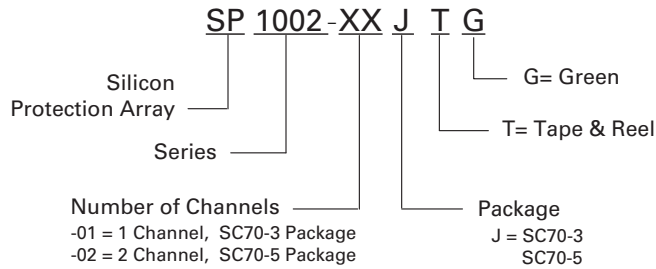 SP 1002-XX J T G
Silicon
Protection Array
G= Green
T= Tape & Reel
Series
Number of Channels
-01 = 1 Channel, SC70-3 Package
-02 = 2 Channel, SC70-5 Package
Package
J = SC70-3
SC70-5